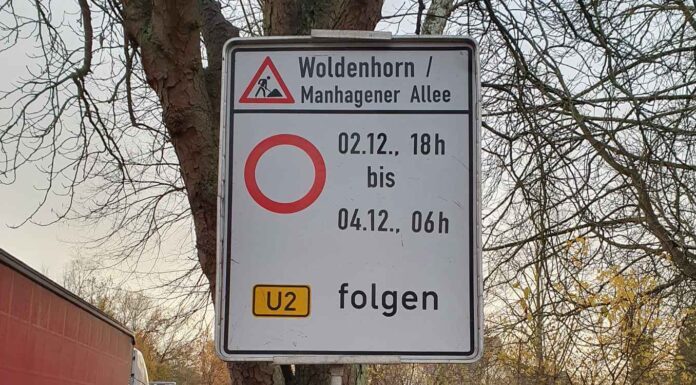 Woldenhorn /
Manhagener Allee
02.12., 18h
bis
04.12., 06h
U2 folgen